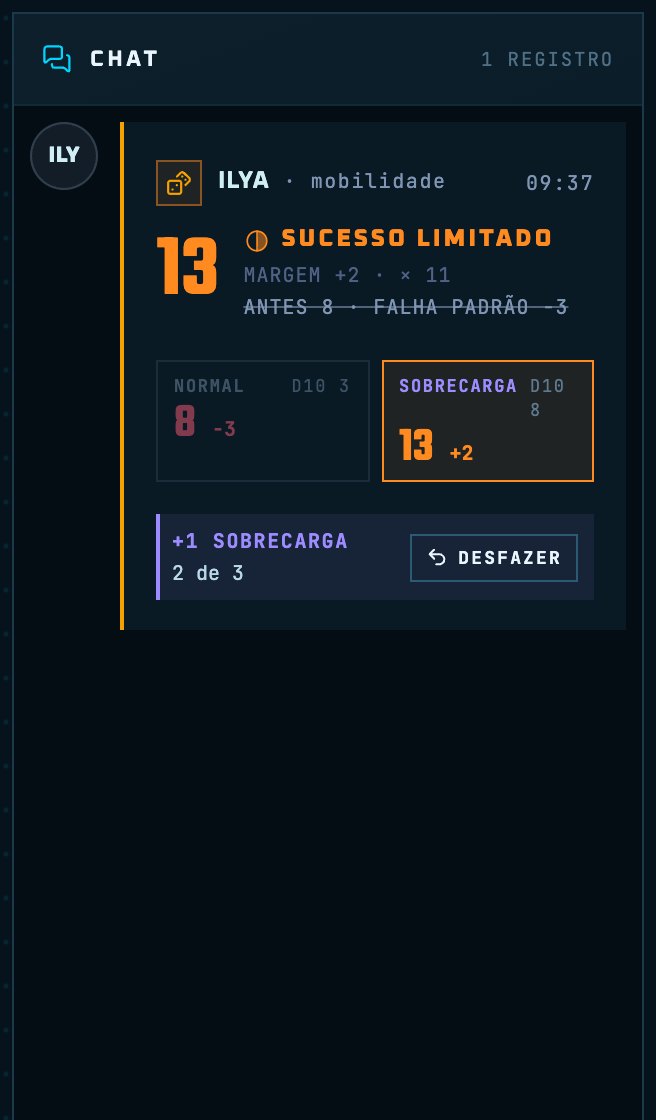 CHAT
1 REGISTRO
ILY
ILYA · mobilidade
09:37
13
SUCESSO LIMITADO
MARGEM +2 · × 11
ANTES 8 · FALHA PADRÃO -3
NORMAL D10 3
8 -3
SOBRECARGA D10
8
13 +2
+1 SOBRECARGA
2 de 3
DESFAZER